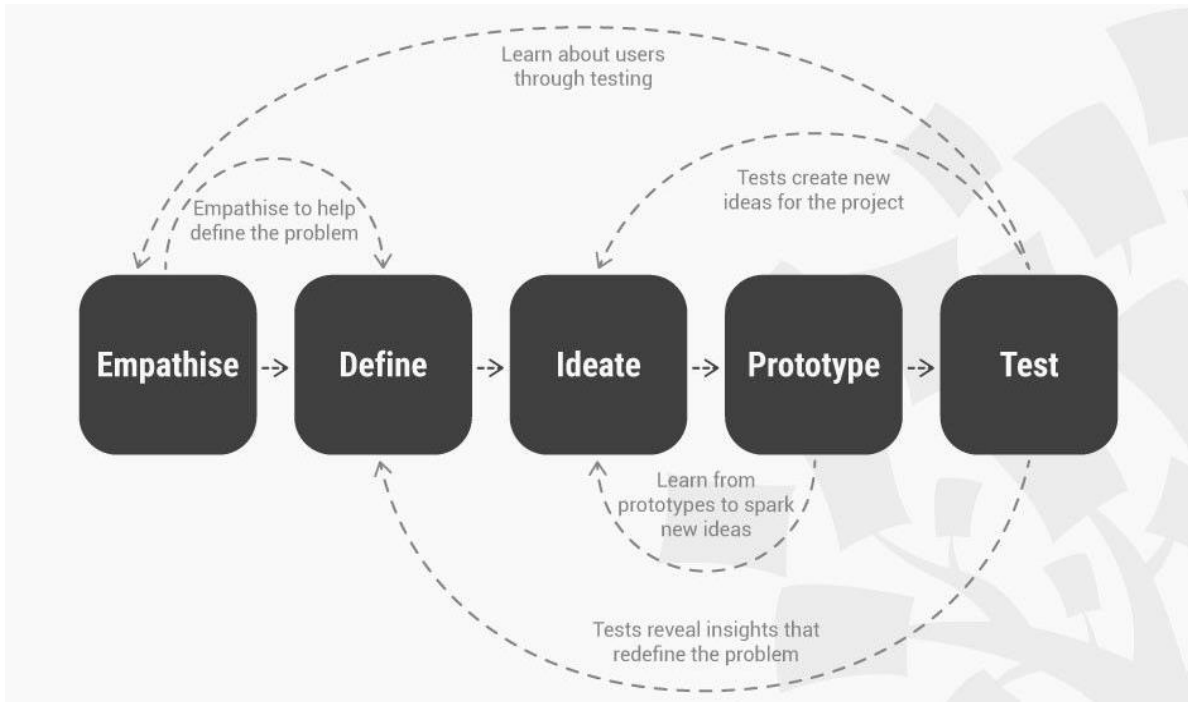 Learn about users
through testing
Tests create new
ideas for the project
Empathise to help
define the problem
Empathise
Define
Ideate
Prototype
Test
Learn from
prototypes to spark
new ideas
Tests reveal insights that
redefine the problem